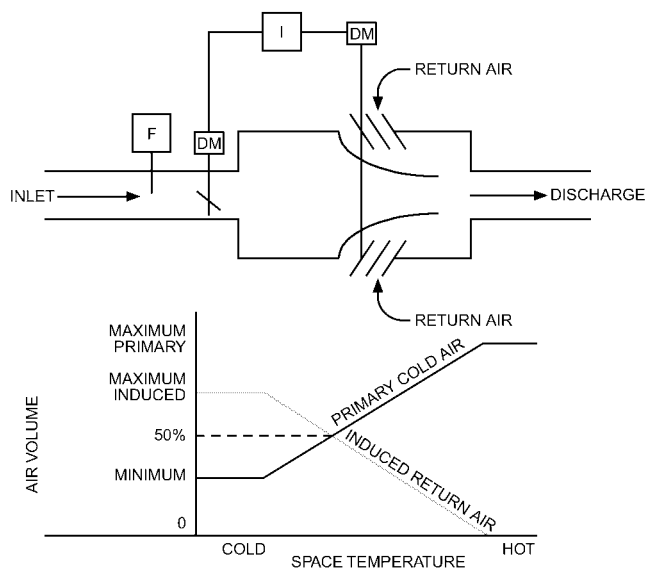 I
DM
RETURN AIR
F
DM
INLET
DISCHARGE
RETURN AIR
MAXIMUM
PRIMARY
MAXIMUM
INDUCED
50%
MINIMUM
0
AIR VOLUME
PRIMARY COLD AIR
INDUCED RETURN AIR
COLD
HOT
SPACE TEMPERATURE